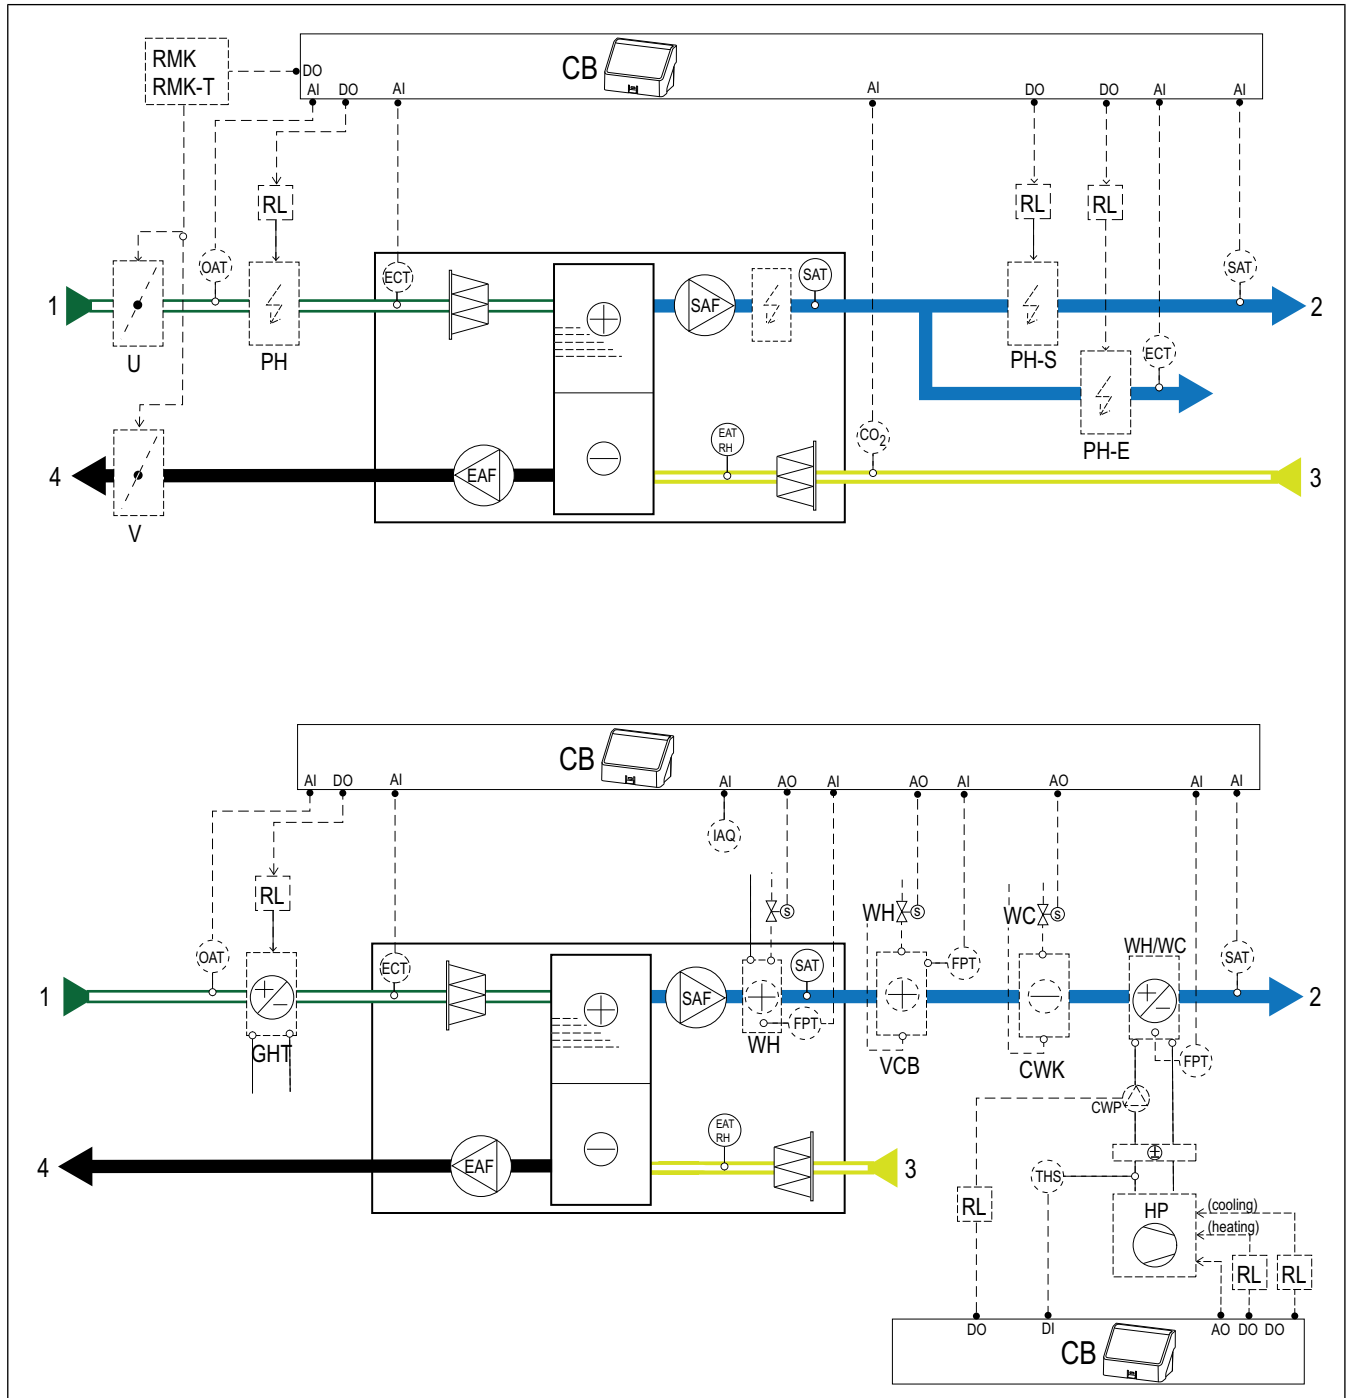 RMK
RMK-T
CB
DO
AI DO AI AI DO DO AI AI
RL RL RL
OAT ECT SAT SAT
1 SAF 2
ECT
U PH PH-S
EAT
RH
CO2
PH-E
4 EAF 3
V
CB
AI DO AI AI AO AI AO AI AO AI AI
IAQ
RL
WH WC
OAT ECT SAT FPT WH/WC SAT
1 SAF 2
FPT
GHT WH VCB CWK FPT
CWP
EAT
RH
4 EAF 3
THS
RL HP (cooling)
(heating)
RL RL
DO DI AO DO DO
CB
S
S
S